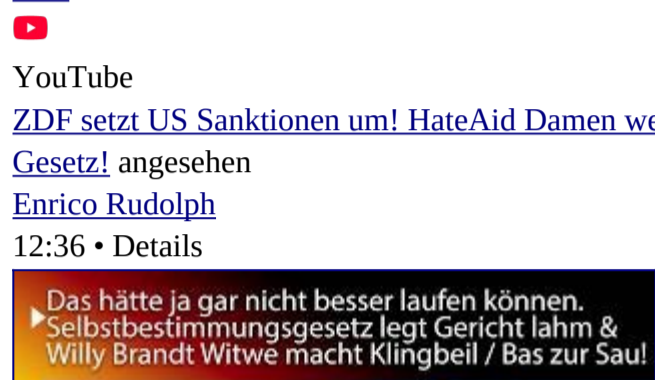 YouTube
ZDF setzt US Sanktionen um! HateAid Damen we
Gesetz! angesehen
Enrico Rudolph
12:36 • Details
Das hätte ja gar nicht besser laufen können.
Selbstbestimmungsgesetz legt Gericht lahm &
Willy Brandt Witwe macht Klingbeil / Bas zur Sau!